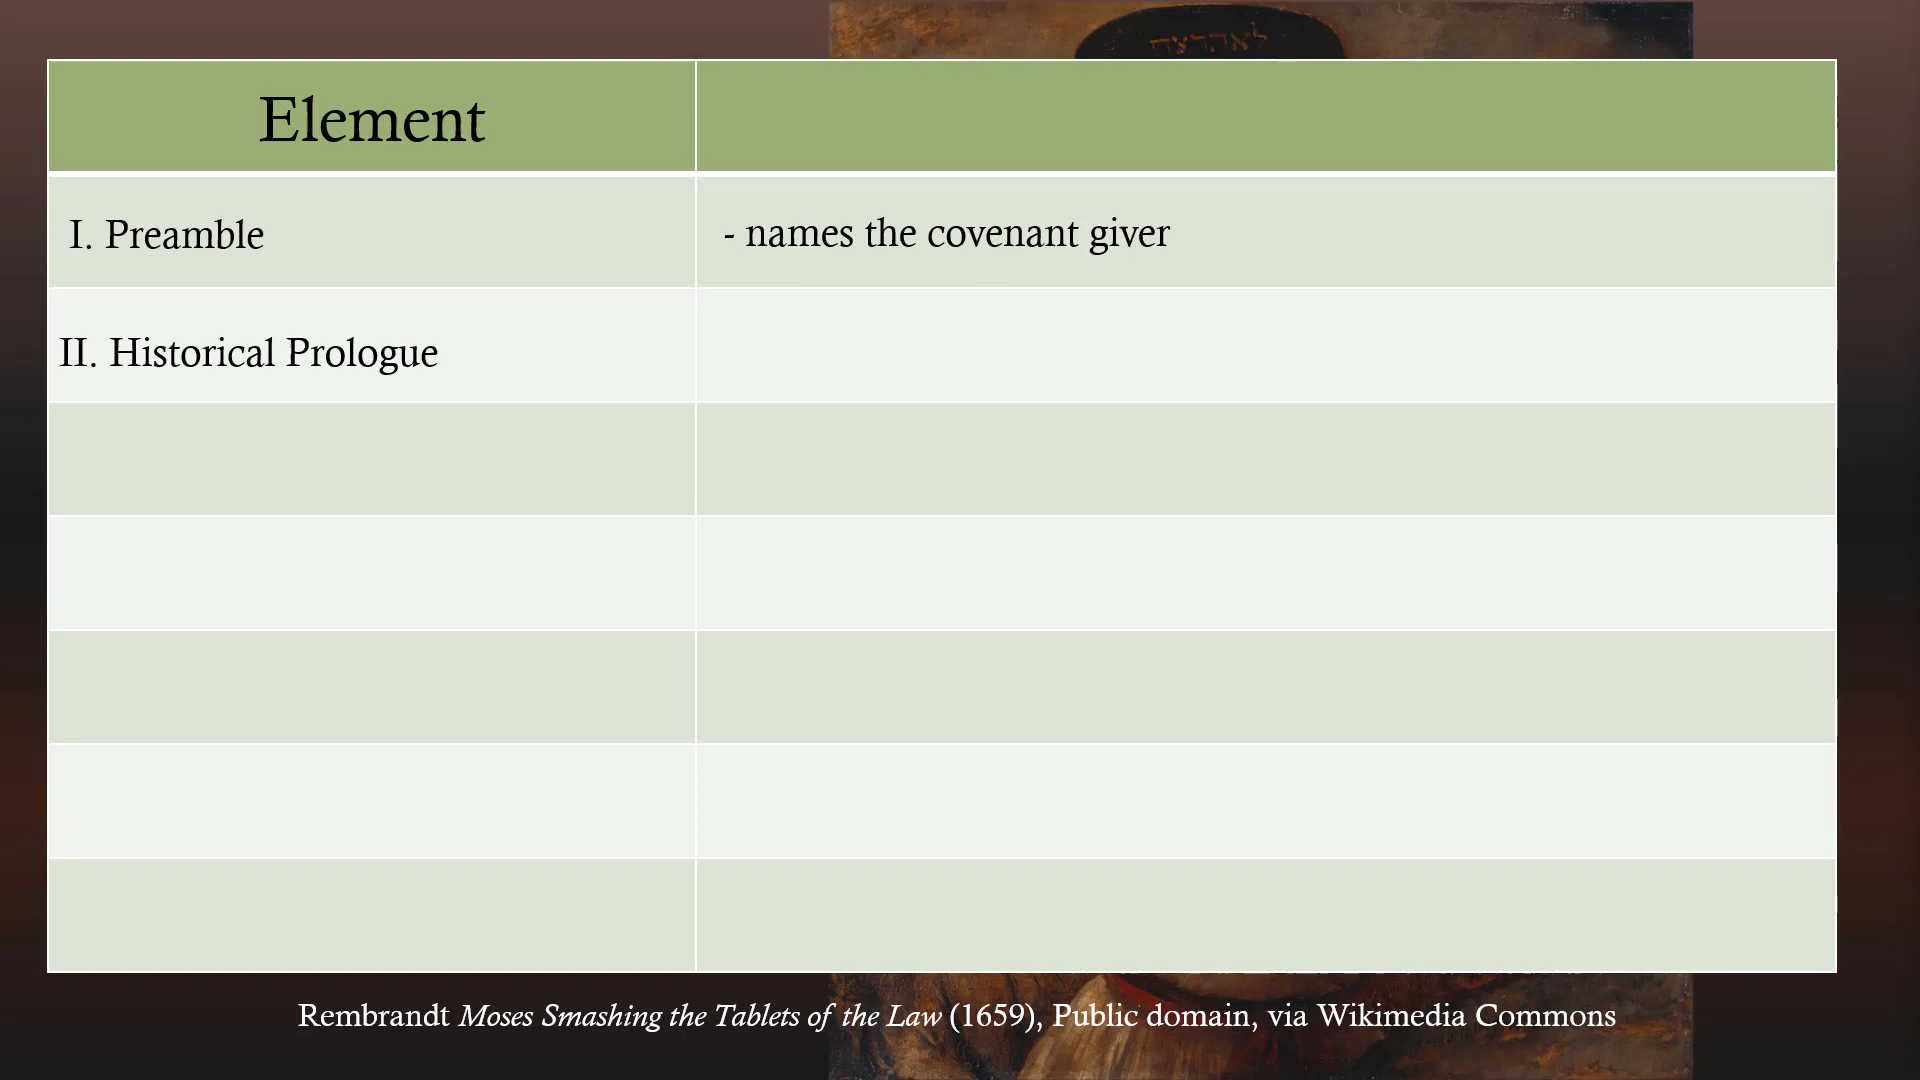 Element
I. Preamble
- names the covenant giver
II. Historical Prologue
Rembrandt Moses Smashing the Tablets of the Law (1659), Public domain, via Wikimedia Commons